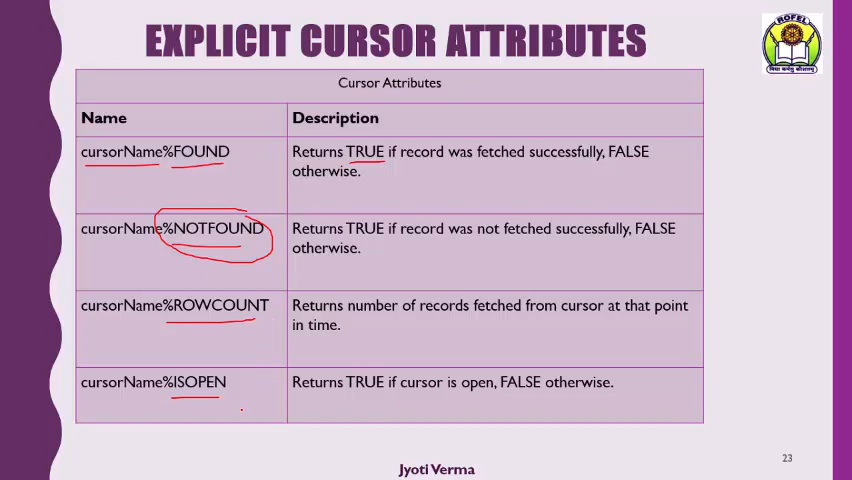 EXPLICIT CURSOR ATTRIBUTES
ROFEL
Cursor Attributes
Name
Description
cursorName%FOUND
Returns TRUE if record was fetched successfully, FALSE
otherwise.
cursorName%NOTFOUND
Returns TRUE if record was not fetched successfully, FALSE
otherwise.
cursorName%ROWCOUNT
Returns number of records fetched from cursor at that point
in time.
cursorName%ISOPEN
Returns TRUE if cursor is open, FALSE otherwise.
23
Jyoti Verma